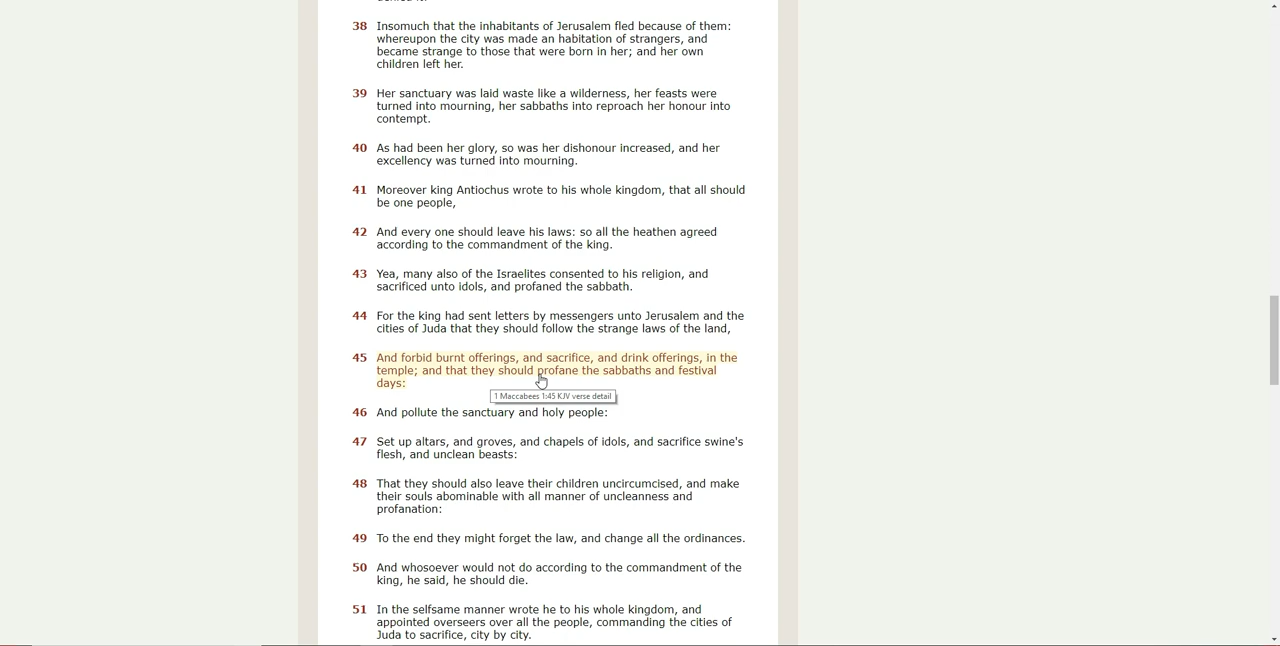 38 Insomuch that the inhabitants of Jerusalem fled because of them:
whereupon the city was made an habitation of strangers, and
became strange to those that were born in her; and her own
children left her.
39 Her sanctuary was laid waste like a wilderness, her feasts were
turned into mourning, her sabbaths into reproach her honour into
contempt.
40 As had been her glory, so was her dishonour increased, and her
excellency was turned into mourning.
41 Moreover king Antiochus wrote to his whole kingdom, that all should
be one people,
42 And every one should leave his laws: so all the heathen agreed
according to the commandment of the king.
43 Yea, many also of the Israelites consented to his religion, and
sacrificed unto idols, and profaned the sabbath.
44 For the king had sent letters by messengers unto Jerusalem and the
cities of Juda that they should follow the strange laws of the land,
45 And forbid burnt offerings, and sacrifice, and drink offerings, in the
temple; and that they should profane the sabbaths and festival
days:
1 Maccabees 1:45 KJV verse detail
46 And pollute the sanctuary and holy people:
47 Set up altars, and groves, and chapels of idols, and sacrifice swine's
flesh, and unclean beasts:
48 That they should also leave their children uncircumcised, and make
their souls abominable with all manner of uncleanness and
profanation:
49 To the end they might forget the law, and change all the ordinances.
50 And whosoever would not do according to the commandment of the
king, he said, he should die.
51 In the selfsame manner wrote he to his whole kingdom, and
appointed overseers over all the people, commanding the cities of
Juda to sacrifice, city by city.